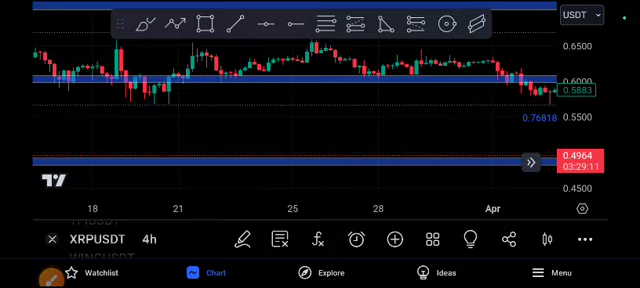 USDT
0.6500
0.6000
0.5883
0.5500
0.76818
0.4964
03:29:11
0.4500
18 21 25 28 Apr
XRPUSDT 4h
Watchlist Chart Explore Ideas Menu